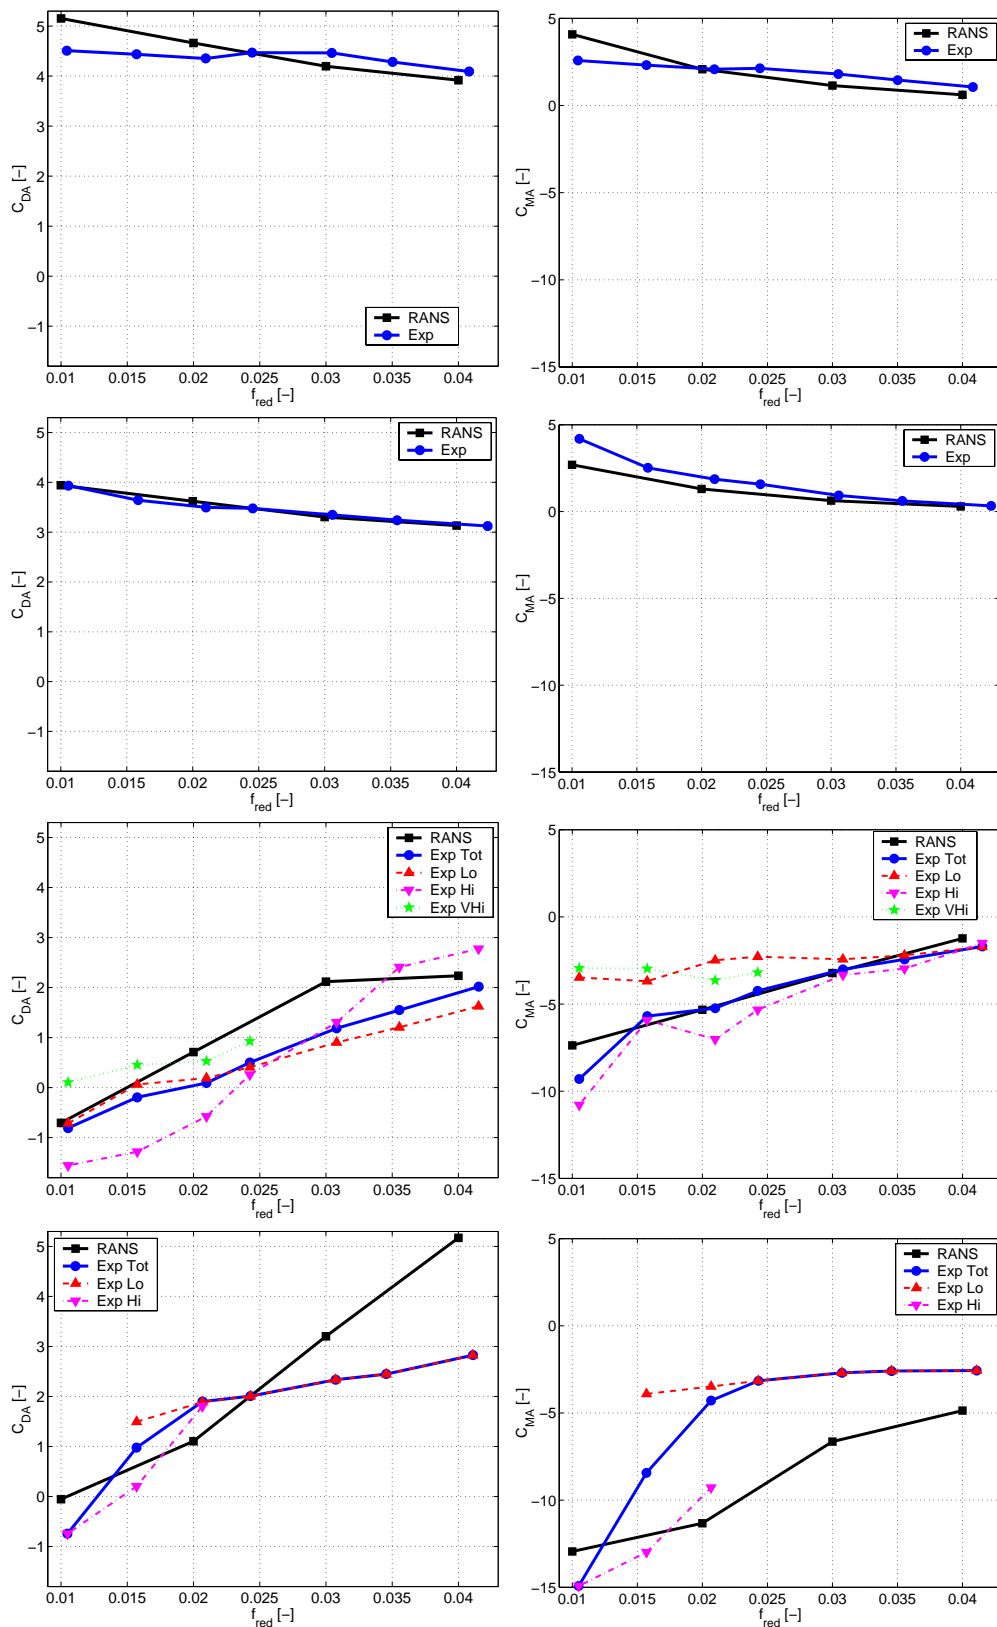 5
4
3
2
1
0
−1
C_DA [−]
RANS
Exp
0.01 0.015 0.02 0.025 0.03 0.035 0.04
f_red [−]
5
0
−5
−10
−15
C_MA [−]
RANS
Exp
0.01 0.015 0.02 0.025 0.03 0.035 0.04
f_red [−]
5
4
3
2
1
0
−1
C_DA [−]
RANS
Exp
0.01 0.015 0.02 0.025 0.03 0.035 0.04
f_red [−]
5
0
−5
−10
−15
C_MA [−]
RANS
Exp
0.01 0.015 0.02 0.025 0.03 0.035 0.04
f_red [−]
5
4
3
2
1
0
−1
C_DA [−]
RANS
Exp Tot
Exp Lo
Exp Hi
Exp VHi
0.01 0.015 0.02 0.025 0.03 0.035 0.04
f_red [−]
5
0
−5
−10
−15
C_MA [−]
RANS
Exp Tot
Exp Lo
Exp Hi
Exp VHi
0.01 0.015 0.02 0.025 0.03 0.035 0.04
f_red [−]
5
4
3
2
1
0
−1
C_DA [−]
RANS
Exp Tot
Exp Lo
Exp Hi
0.01 0.015 0.02 0.025 0.03 0.035 0.04
f_red [−]
5
0
−5
−10
−15
C_MA [−]
RANS
Exp Tot
Exp Lo
Exp Hi
0.01 0.015 0.02 0.025 0.03 0.035 0.04
f_red [−]